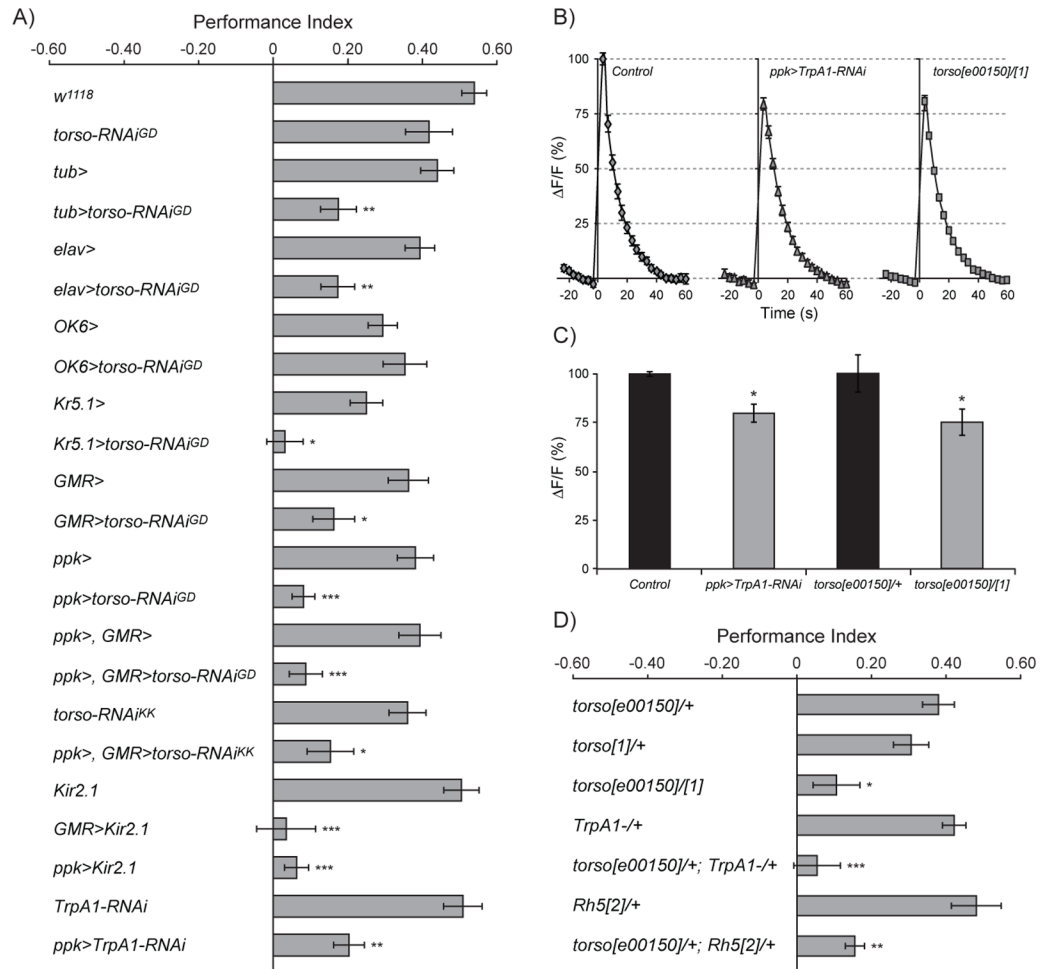 A)
Performance Index
-0.60 -0.40 -0.20 0 0.20 0.40 0.60
w1118
torso-RNAiGD
tub>
tub>torso-RNAiGD **
elav>
elav>torso-RNAiGD **
OK6>
OK6>torso-RNAiGD
Kr5.1>
Kr5.1>torso-RNAiGD *
GMR>
GMR>torso-RNAiGD *
ppk>
ppk>torso-RNAiGD ***
ppk>, GMR>
ppk>, GMR>torso-RNAiGD ***
torso-RNAiKK
ppk>, GMR>torso-RNAiKK *
Kir2.1
GMR>Kir2.1 ***
ppk>Kir2.1 ***
TrpA1-RNAi
ppk>TrpA1-RNAi **
B)
Control ppk>TrpA1-RNAi torso[e00150]/[1]
100
75
50
25
ΔF/F (%)
-20 0 20 40 60 -20 0 20 40 60 -20 0 20 40 60
Time (s)
C)
100
75
50
25
0
ΔF/F (%)
* *
Control ppk>TrpA1-RNAi torso[e00150]/+ torso[e00150]/[1]
D)
Performance Index
-0.60 -0.40 -0.20 0 0.20 0.40 0.60
torso[e00150]/+
torso[1]/+
torso[e00150]/[1] *
TrpA1-/+
torso[e00150]/+; TrpA1-/+ ***
Rh5[2]/+
torso[e00150]/+; Rh5[2]/+ **